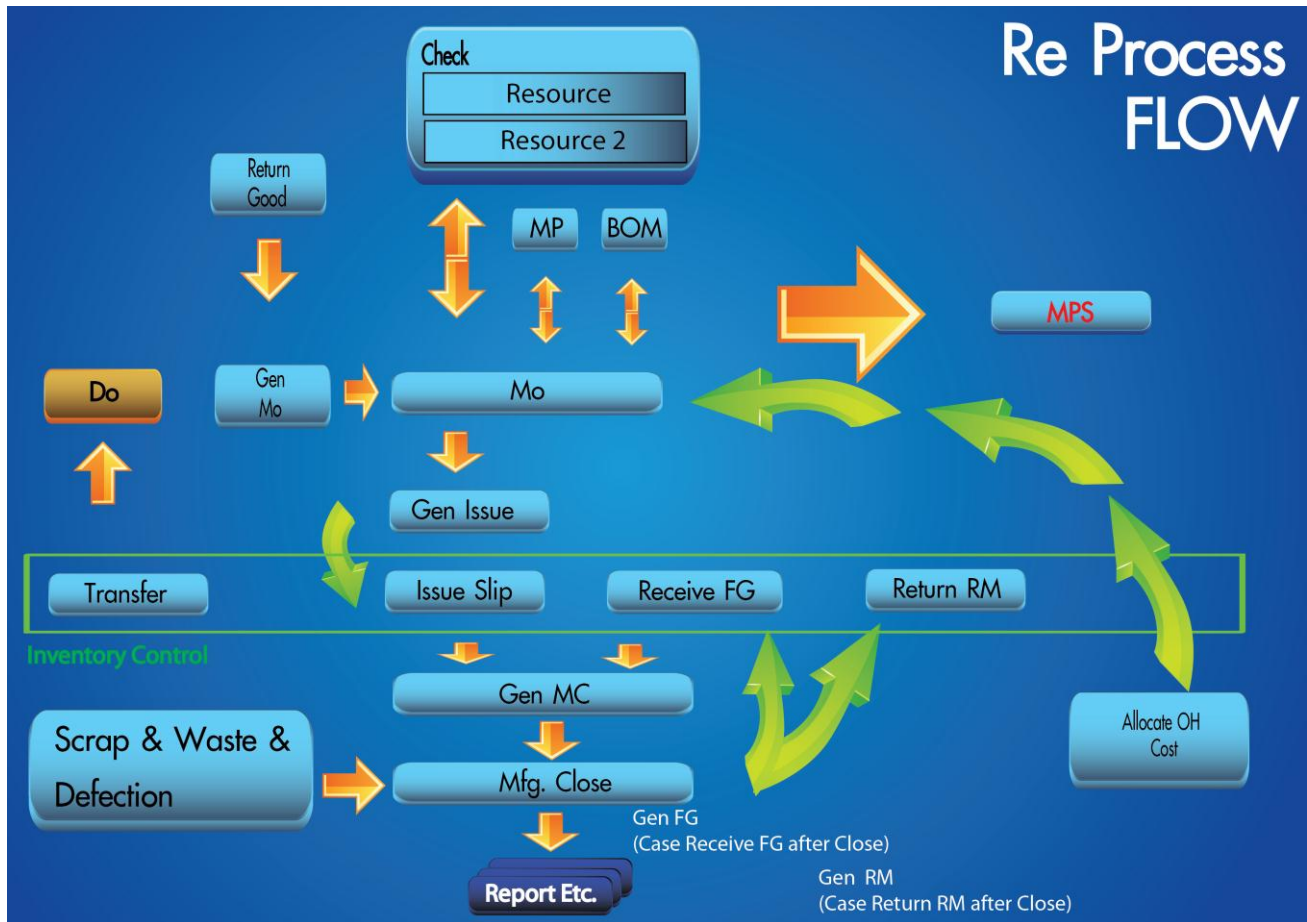 Re Process
FLOW
Check
Resource
Resource 2
Return
Good
MP
BOM
MPS
Do
Gen
Mo
Mo
Gen Issue
Transfer
Issue Slip
Receive FG
Return RM
Inventory Control
Gen MC
Scrap & Waste &
Defection
Allocate OH
Cost
Mfg. Close
Gen FG
(Case Receive FG after Close)
Report Etc.
Gen RM
(Case Return RM after Close)